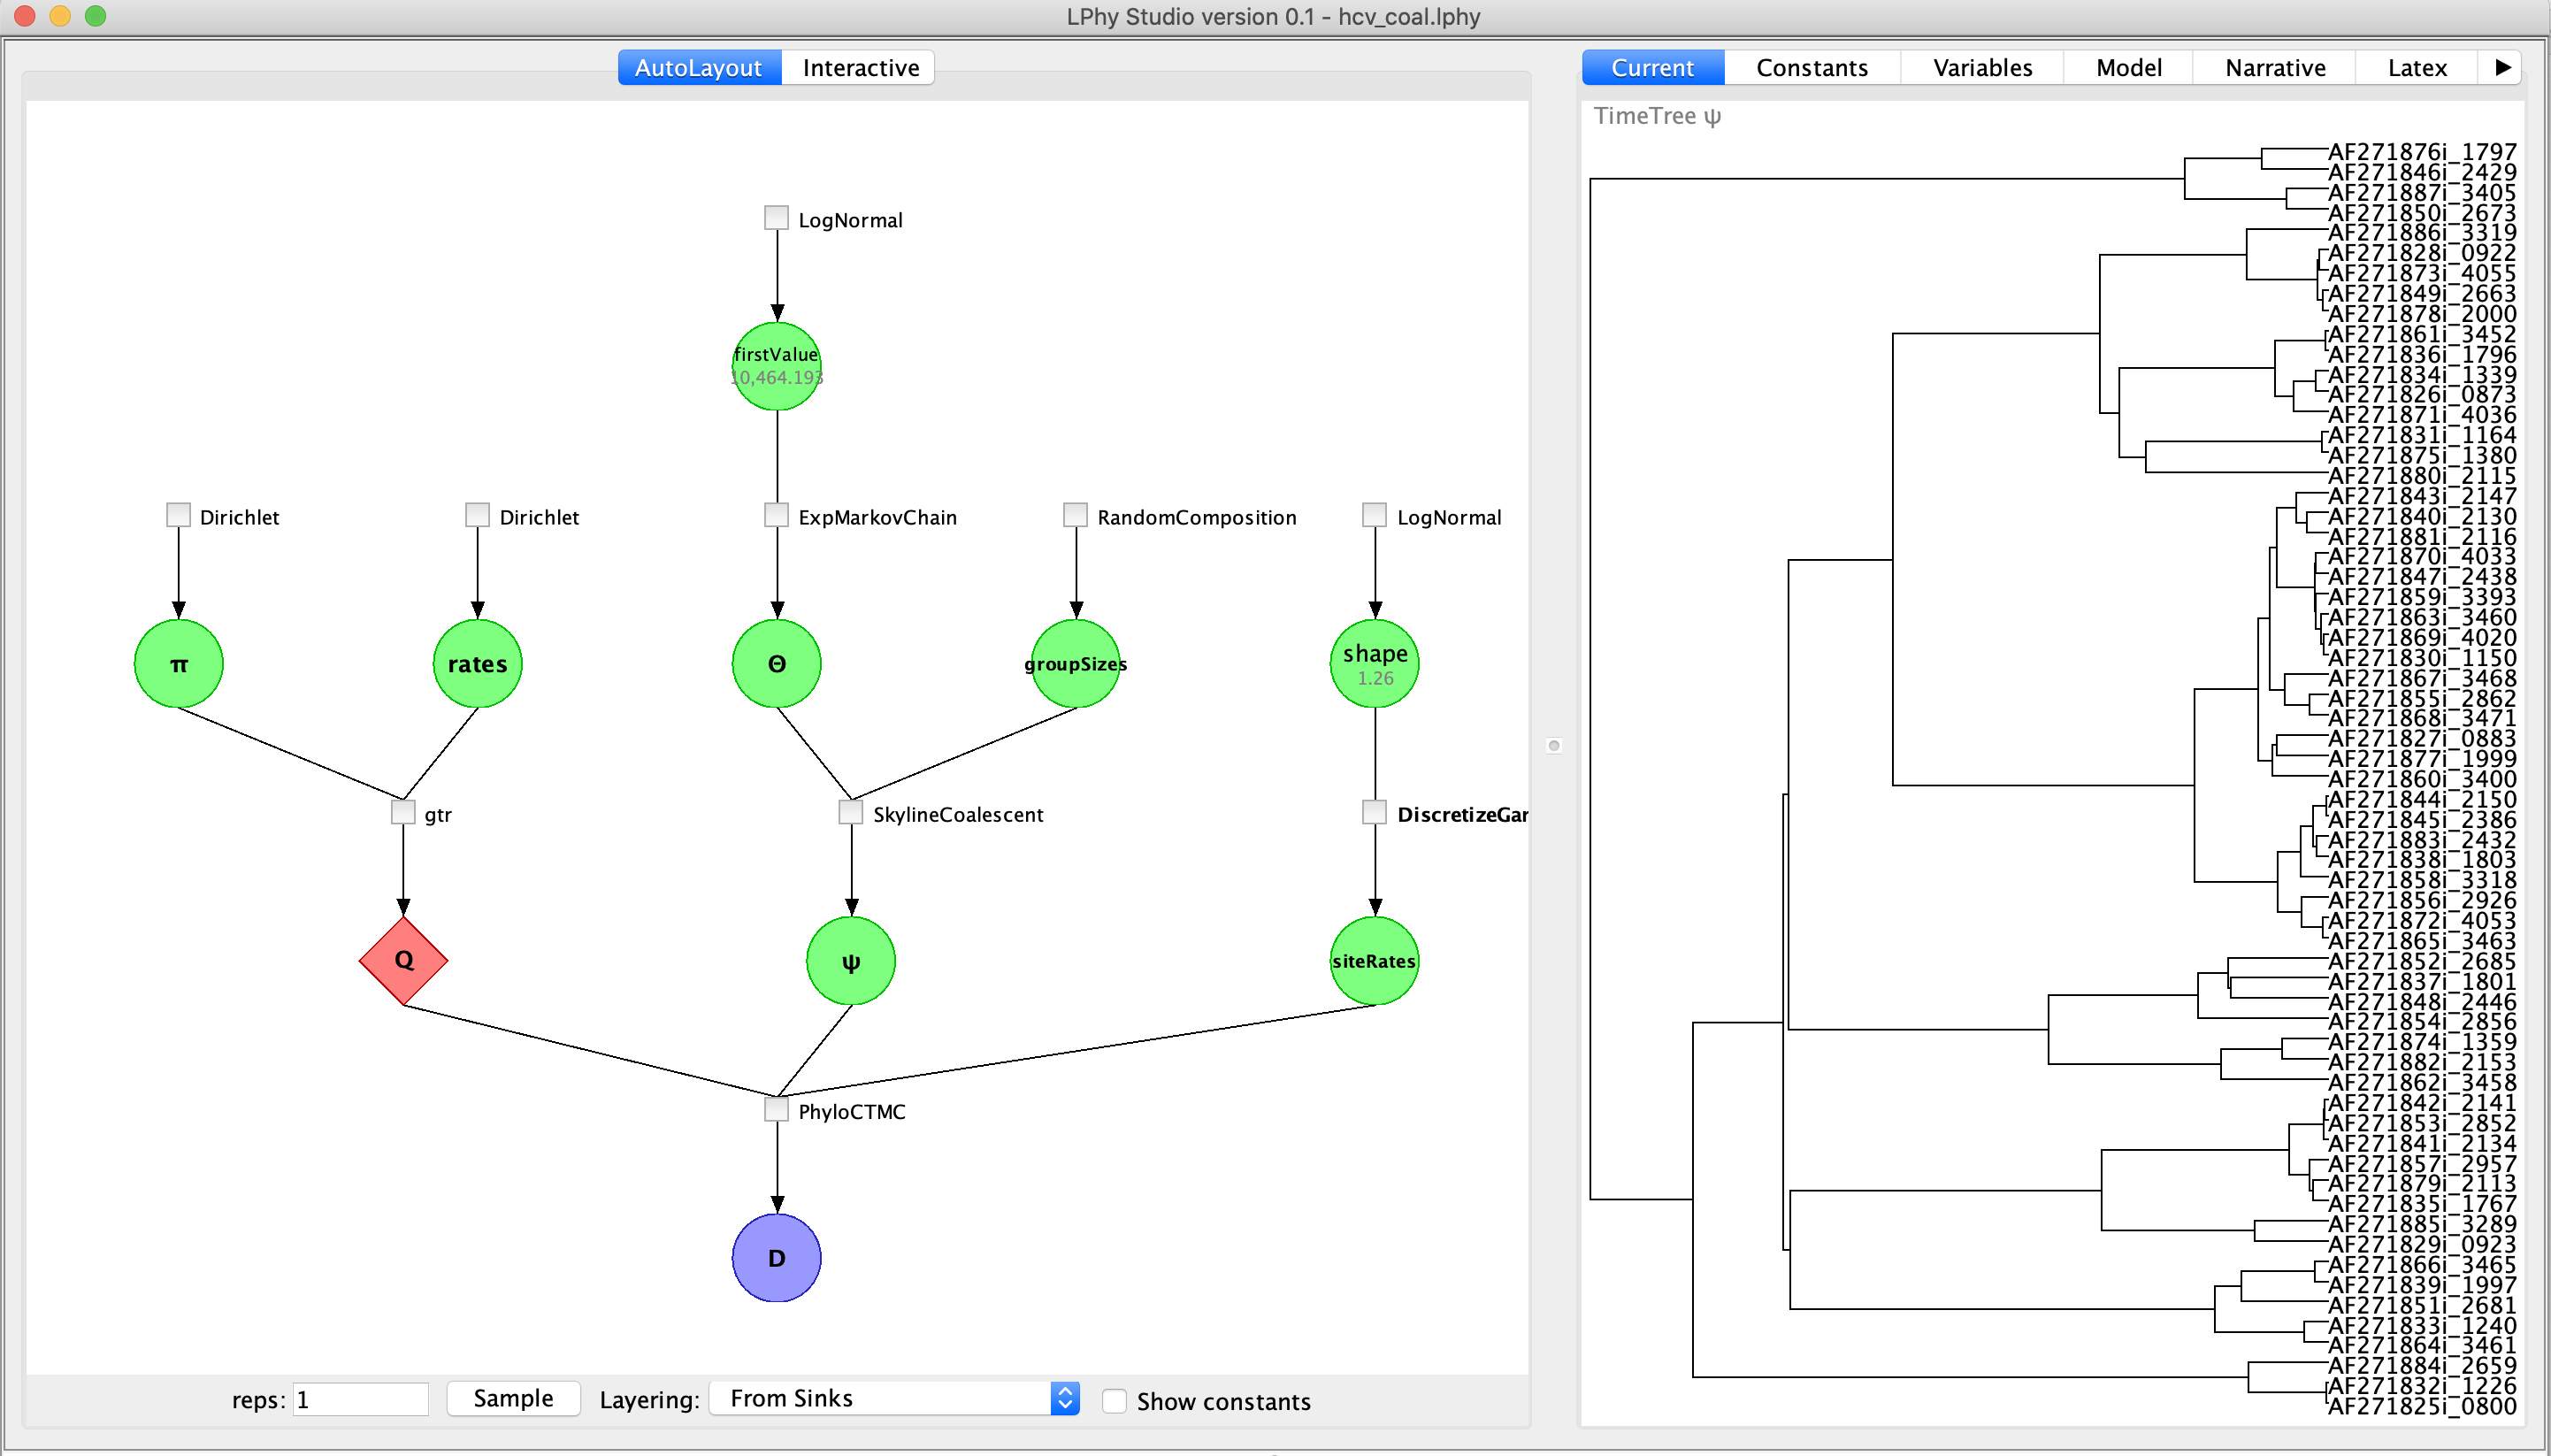 LPhy Studio version 0.1 - hcv_coal.lphy
AutoLayout Interactive
Current Constants Variables Model Narrative Latex
LogNormal
firstValue
10,464.193
Dirichlet Dirichlet ExpMarkovChain RandomComposition LogNormal
π rates Θ groupSizes shape
1.26
gtr SkylineCoalescent DiscretizeGar
Q ψ siteRates
PhyloCTMC
D
reps: 1 Sample Layering: From Sinks Show constants
TimeTree ψ
AF271876i_1797
AF271846i_2429
AF271887i_3405
AF271850i_2673
AF271886i_3319
AF271828i_0922
AF271873i_4055
AF271849i_2663
AF271878i_2000
AF271861i_3452
AF271836i_1796
AF271834i_1339
AF271826i_0873
AF271871i_4036
AF271831i_1164
AF271875i_1380
AF271880i_2115
AF271843i_2147
AF271840i_2130
AF271881i_2116
AF271870i_4033
AF271847i_2438
AF271859i_3393
AF271863i_3460
AF271869i_4020
AF271830i_1150
AF271867i_3468
AF271855i_2862
AF271868i_3471
AF271827i_0883
AF271877i_1999
AF271860i_3400
AF271844i_2150
AF271845i_2386
AF271883i_2432
AF271838i_1803
AF271858i_3318
AF271856i_2926
AF271872i_4053
AF271865i_3463
AF271852i_2685
AF271837i_1801
AF271848i_2446
AF271854i_2856
AF271874i_1359
AF271882i_2153
AF271862i_3458
AF271842i_2141
AF271853i_2852
AF271841i_2134
AF271857i_2957
AF271879i_2113
AF271835i_1767
AF271885i_3289
AF271829i_0923
AF271866i_3465
AF271839i_1997
AF271851i_2681
AF271833i_1240
AF271864i_3461
AF271884i_2659
AF271832i_1226
AF271825i_0800